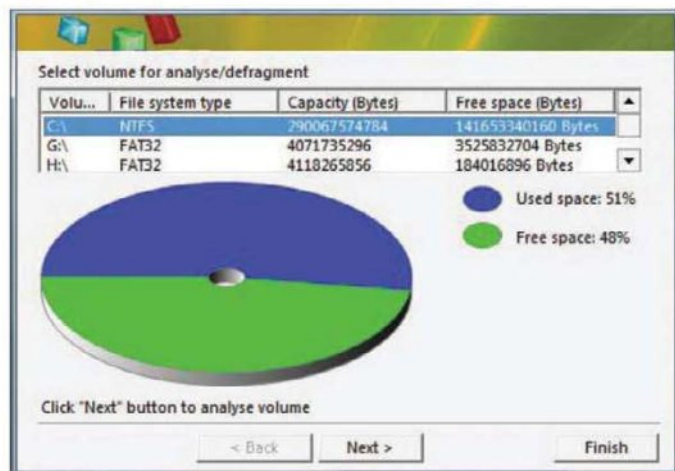 Select volume for analyse/defragment
Volu... File system type Capacity (Bytes) Free space (Bytes)
C:\ NTFS 290067574784 141653340160 Bytes
G:\ FAT32 4071735296 3525832704 Bytes
H:\ FAT32 4118265856 184016896 Bytes
Used space: 51%
Free space: 48%
Click "Next" button to analyse volume
< Back Next > Finish